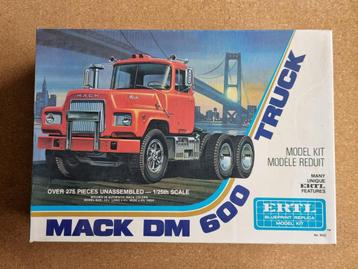 MACK
TRUCK
MODEL KIT
MODÈLE RÉDUIT
MANY
UNIQUE
ERTL
FEATURES
OVER 275 PIECES UNASSEMBLED — 1/25th SCALE
MACK DM 600
ERTL
BLUEPRINT REPLICA
MODEL KIT